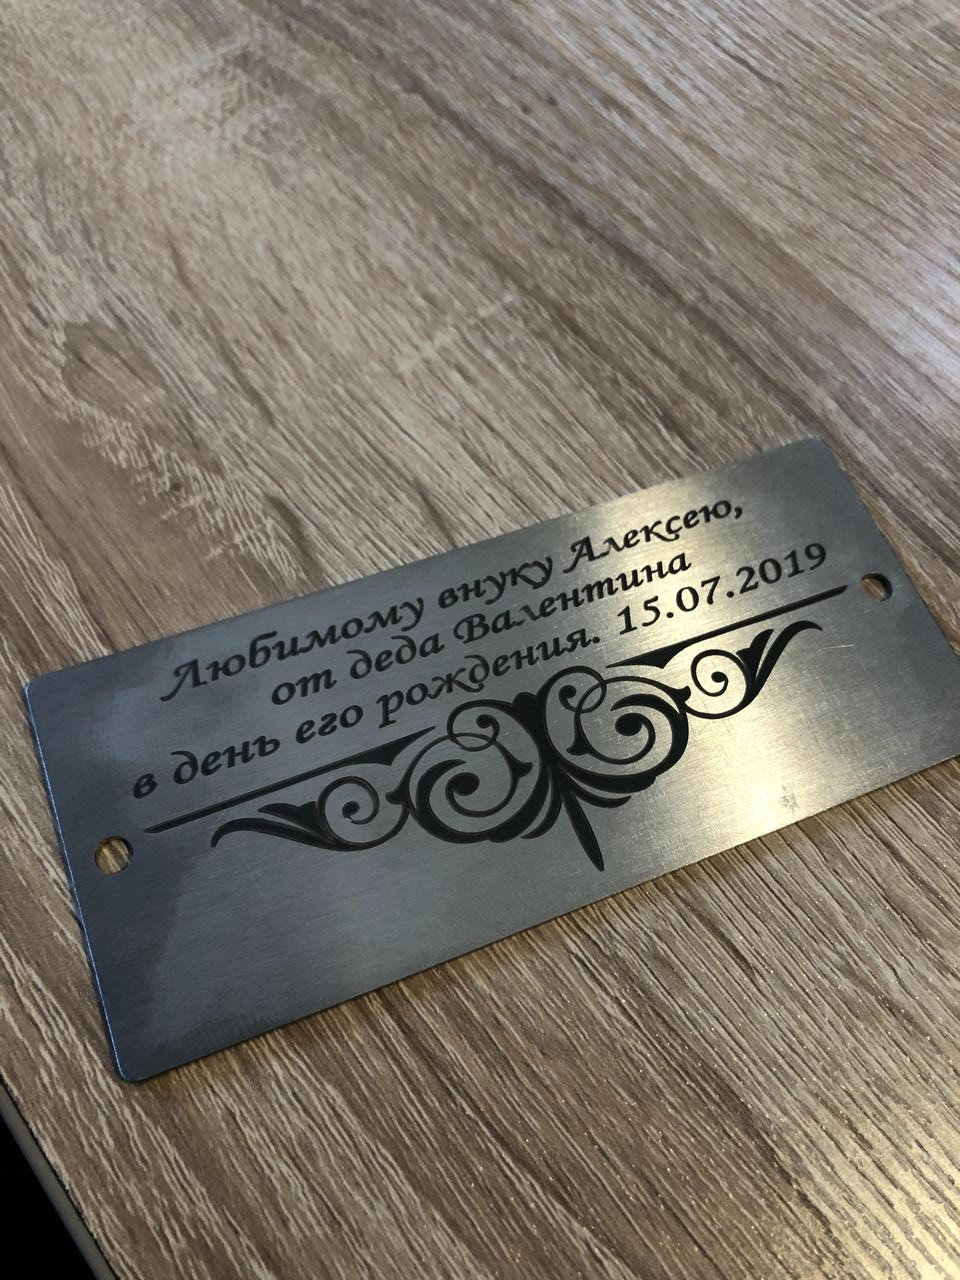 Любимому внуку Алексею,
от деда Валентина
в день его рождения. 15.07.2019